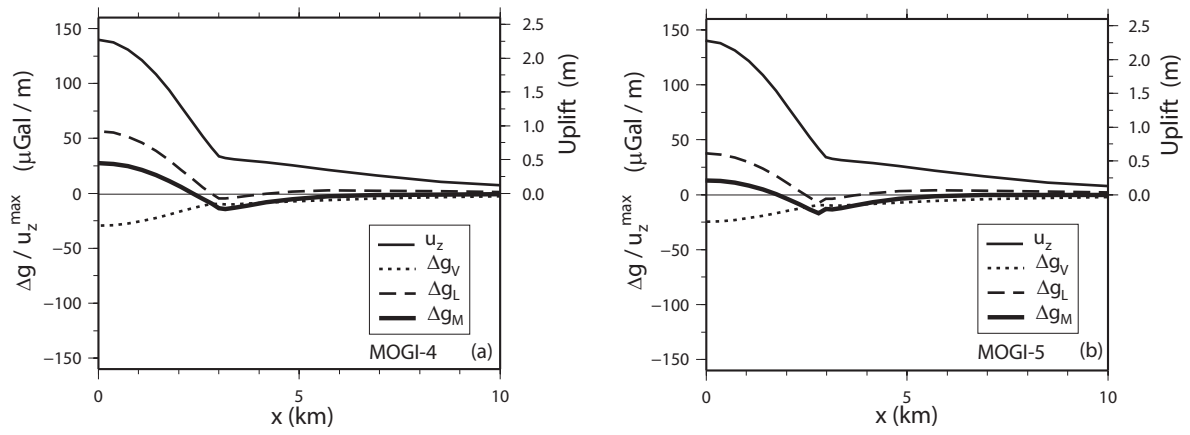 150
100
50
0
−50
−100
−150
Δg / u_z^max (μGal / m)
2.5
2.0
1.5
1.0
0.5
0.0
Uplift (m)
u_z
Δg_V
Δg_L
Δg_M
MOGI-4 (a)
0 5 10
x (km)
150
100
50
0
−50
−100
−150
Δg / u_z^max (μGal / m)
2.5
2.0
1.5
1.0
0.5
0.0
Uplift (m)
u_z
Δg_V
Δg_L
Δg_M
MOGI-5 (b)
0 5 10
x (km)